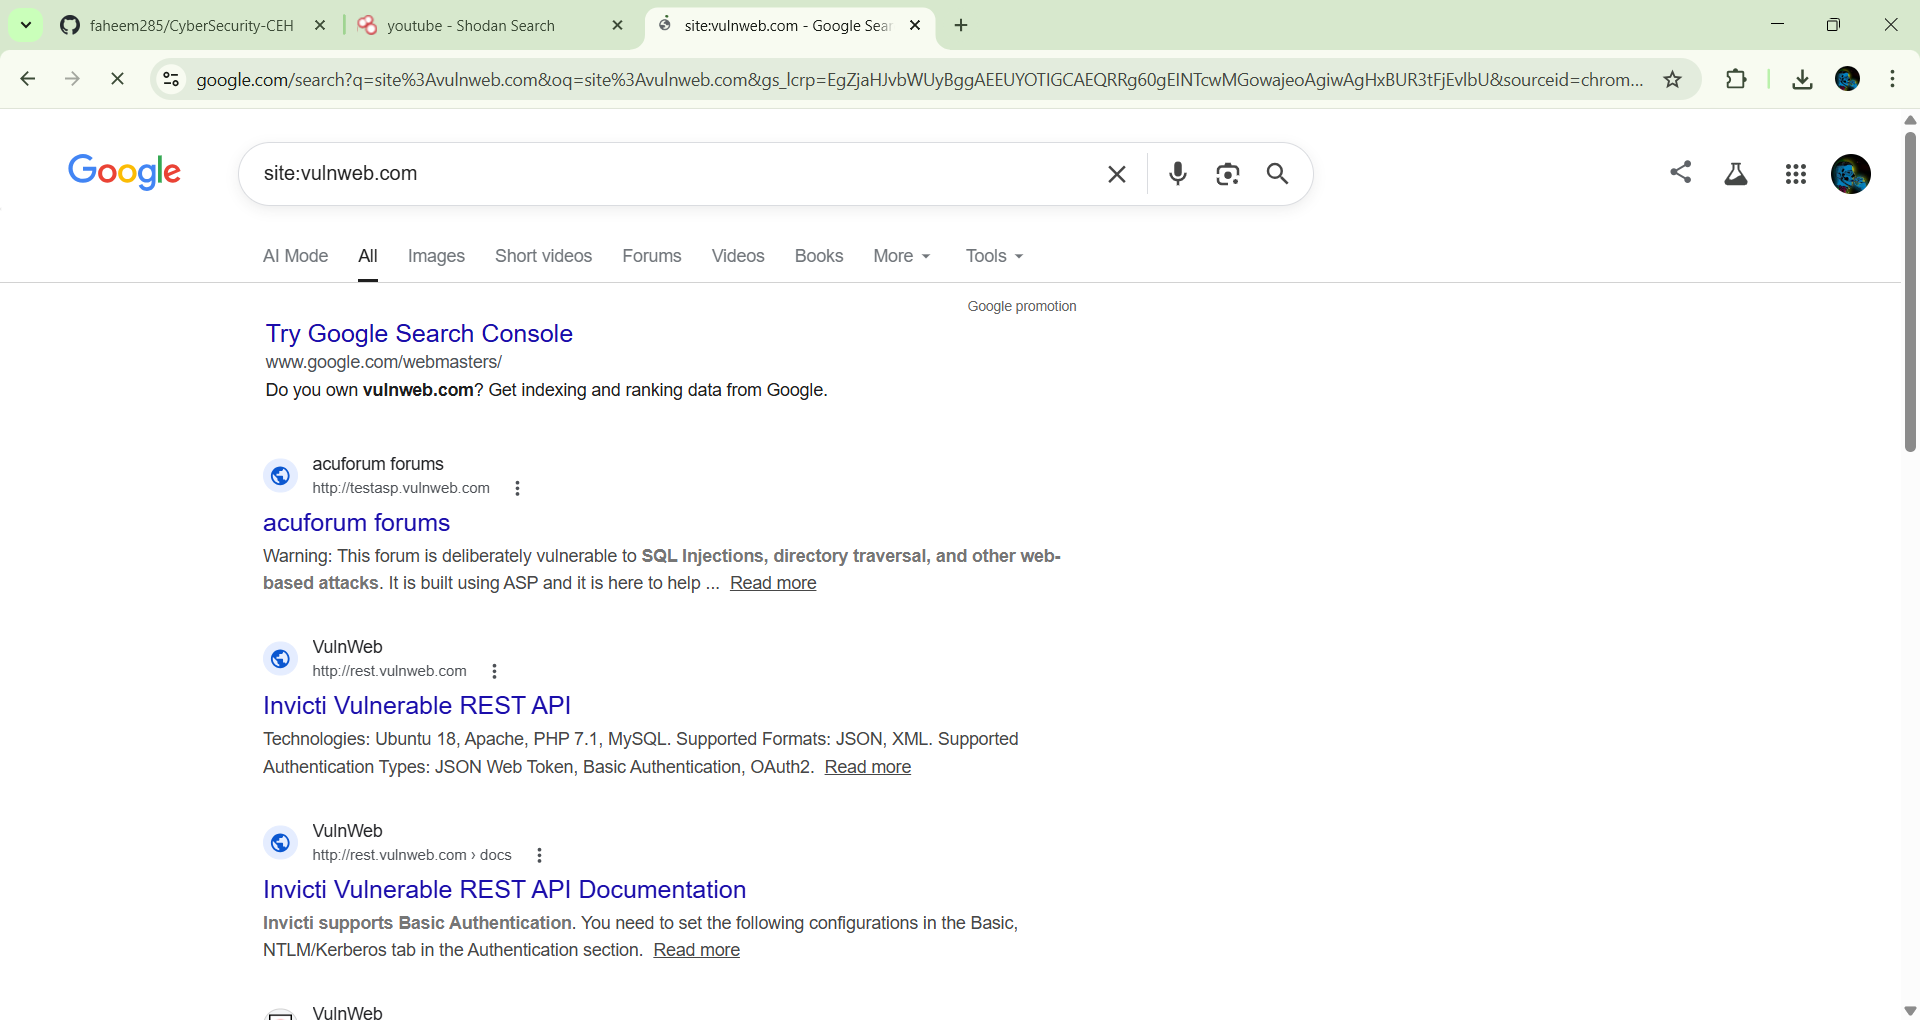 faheem285/CyberSecurity-CEH
youtube - Shodan Search
site:vulnweb.com - Google Sear
google.com/search?q=site%3Avulnweb.com&oq=site%3Avulnweb.com&gs_lcrp=EgZjaHJvbWUyBggAEEUYOTIGCAEQRRg60gEINTcwMGowajeoAgiwAgHxBUR3tFjEvlbU&sourceid=chrom...
Google
site:vulnweb.com
AI Mode
All
Images
Short videos
Forums
Videos
Books
More
Tools
Google promotion
Try Google Search Console
www.google.com/webmasters/
Do you own vulnweb.com? Get indexing and ranking data from Google.
acuforum forums
http://testasp.vulnweb.com
acuforum forums
Warning: This forum is deliberately vulnerable to SQL Injections, directory traversal, and other web-
based attacks. It is built using ASP and it is here to help ... Read more
VulnWeb
http://rest.vulnweb.com
Invicti Vulnerable REST API
Technologies: Ubuntu 18, Apache, PHP 7.1, MySQL. Supported Formats: JSON, XML. Supported
Authentication Types: JSON Web Token, Basic Authentication, OAuth2. Read more
VulnWeb
http://rest.vulnweb.com › docs
Invicti Vulnerable REST API Documentation
Invicti supports Basic Authentication. You need to set the following configurations in the Basic,
NTLM/Kerberos tab in the Authentication section. Read more
VulnWeb